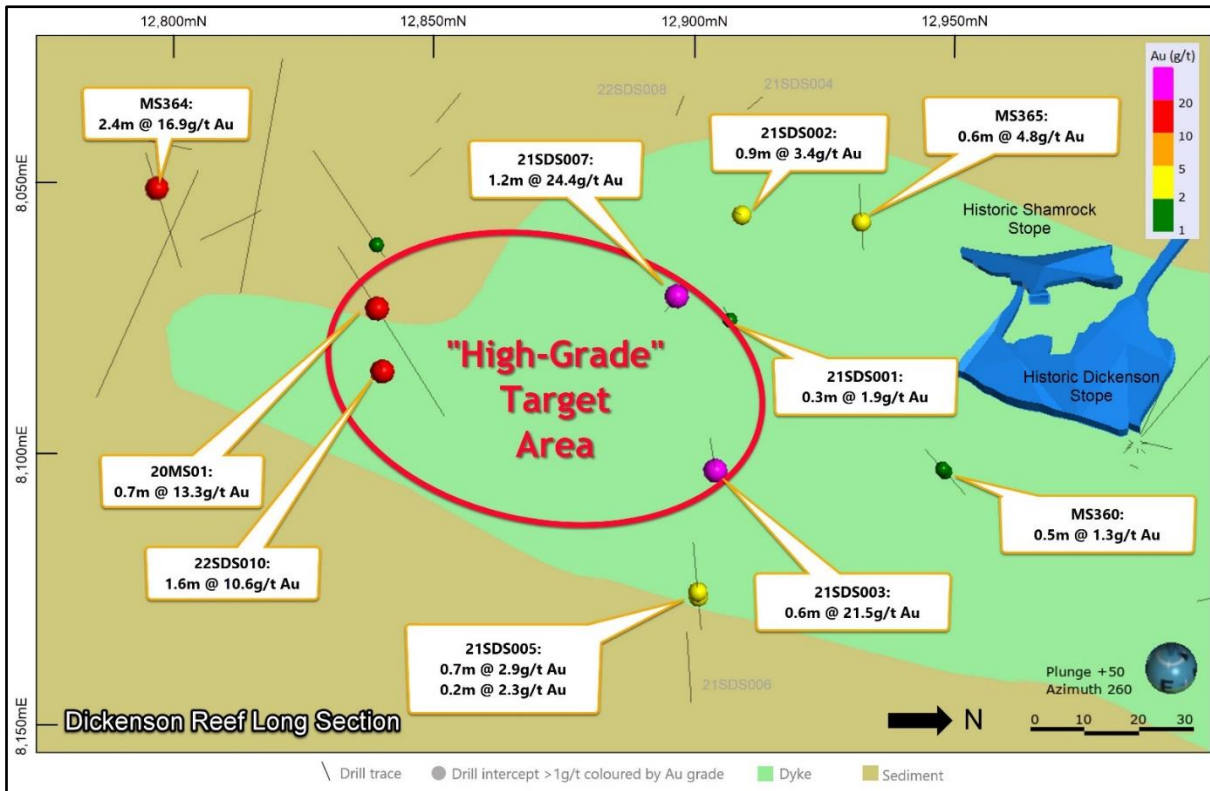 12,800mN
12,850mN
12,900mN
12,950mN
Au (g/t)
20
10
5
2
1
MS364:
2.4m @ 16.9g/t Au
22SDS008
21SDS004
21SDS002:
0.9m @ 3.4g/t Au
MS365:
0.6m @ 4.8g/t Au
21SDS007:
1.2m @ 24.4g/t Au
8,050mE
Historic Shamrock
Stope
"High-Grade"
Target
Area
21SDS001:
0.3m @ 1.9g/t Au
Historic Dickenson
Stope
8,100mE
20MS01:
0.7m @ 13.3g/t Au
MS360:
0.5m @ 1.3g/t Au
22SDS010:
1.6m @ 10.6g/t Au
21SDS003:
0.6m @ 21.5g/t Au
21SDS005:
0.7m @ 2.9g/t Au
0.2m @ 2.3g/t Au
21SDS006
Plunge +50
Azimuth 260
E
8,150mE
Dickenson Reef Long Section
N
0 10 20 30
Drill trace
Drill intercept >1g/t coloured by Au grade
Dyke
Sediment